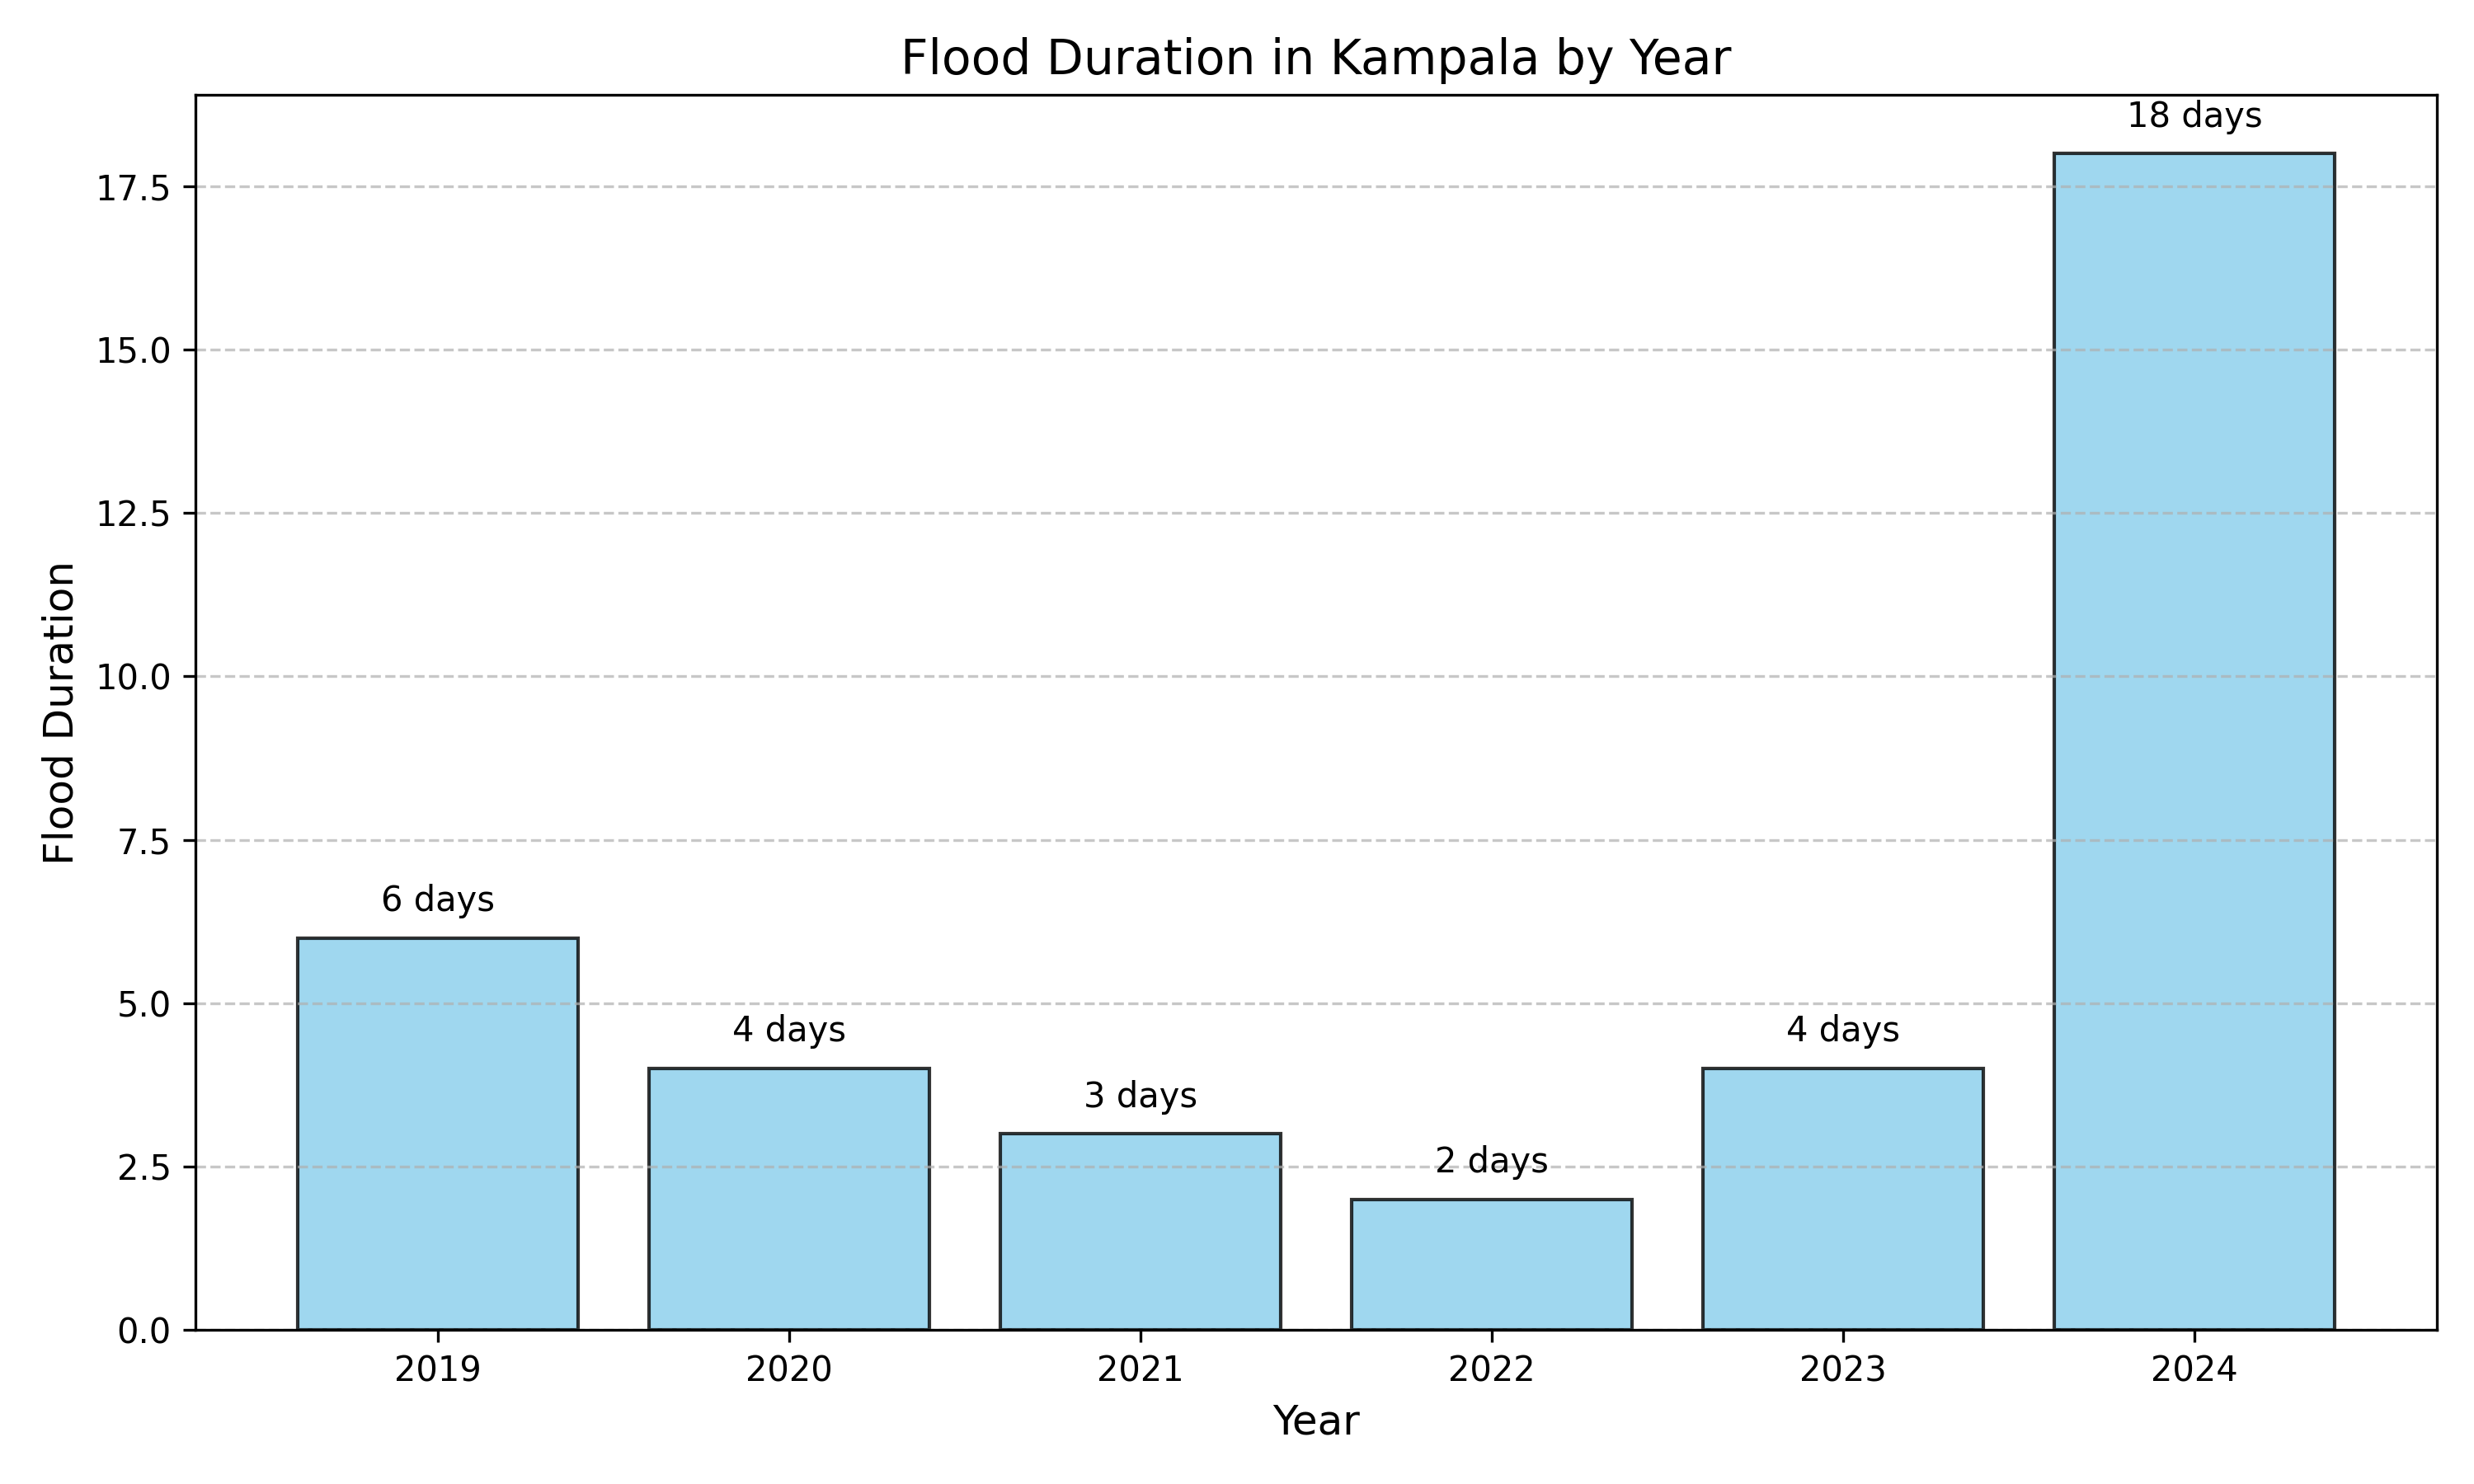 Flood Duration in Kampala by Year
18 days
17.5
15.0
12.5
10.0
7.5
6 days
5.0
4 days
4 days
3 days
2 days
2.5
0.0
Flood Duration
2019 2020 2021 2022 2023 2024
Year